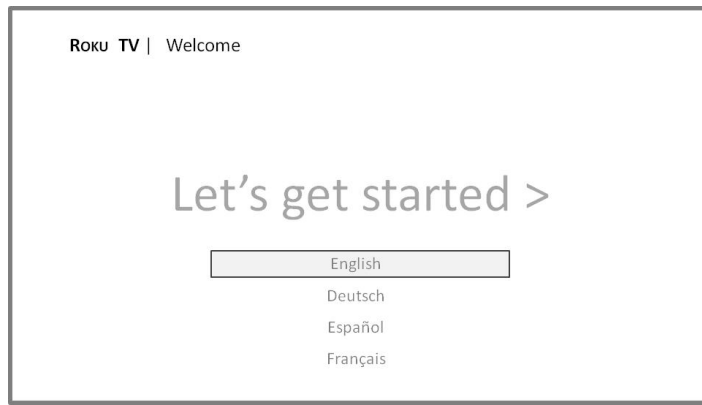 ROKU TV | Welcome
Let's get started >
English
Deutsch
Español
Français